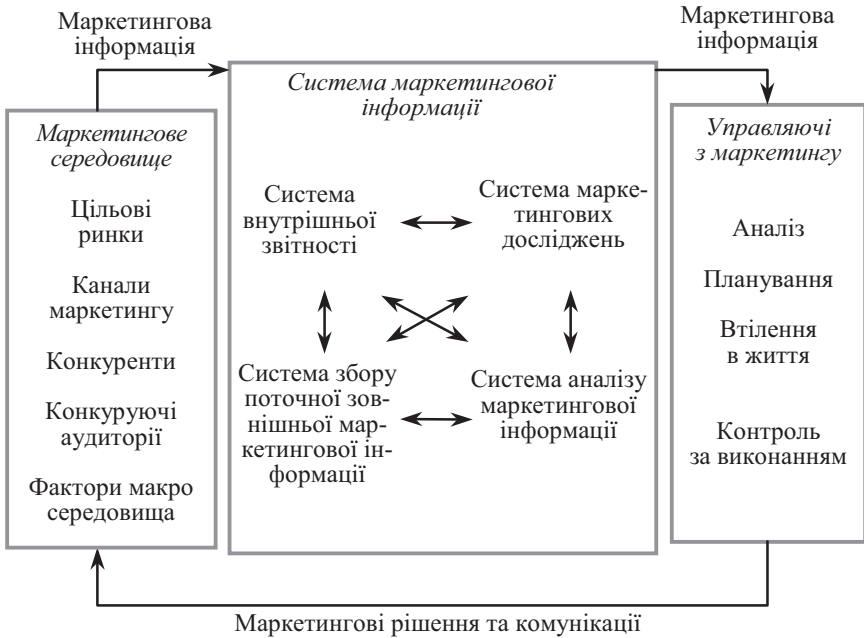 Маркетингова
інформація
Маркетингова
інформація
Маркетингове
середовище
Цільові
ринки
Канали
маркетингу
Конкуренти
Конкуруючі
аудиторії
Фактори макро
середовища
Система маркетингової
інформації
Система
внутрішньої
звітності
Система марке-
тингових
досліджень
Система збору
поточної зов-
нішньої мар-
кетингової ін-
формації
Система аналізу
маркетингової
інформації
Управляючі
з маркетингу
Аналіз
Планування
Втілення
в життя
Контроль
за виконанням
Маркетингові рішення та комунікації